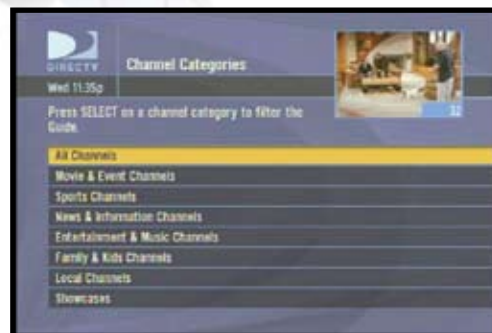 DIRECTV
Channel Categories
Wed 11:35p
32
Press SELECT on a channel category to filter the
Guide.
All Channels
Movie & Event Channels
Sports Channels
News & Information Channels
Entertainment & Music Channels
Family & Kids Channels
Local Channels
Showcases